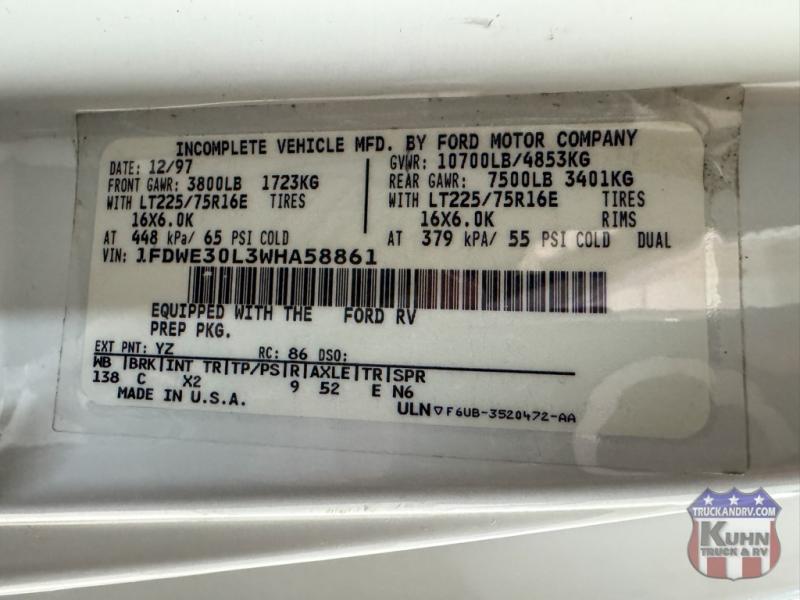 INCOMPLETE VEHICLE MFD. BY FORD MOTOR COMPANY
DATE: 12/97 GVWR: 10700LB/4853KG
FRONT GAWR: 3800LB 1723KG REAR GAWR: 7500LB 3401KG
WITH LT225/75R16E TIRES WITH LT225/75R16E TIRES
16X6.0K 16X6.0K RIMS
AT 448 kPa/ 65 PSI COLD AT 379 kPA/ 55 PSI COLD DUAL
VIN: 1FDWE30L3WHA58861
EQUIPPED WITH THE FORD RV
PREP PKG.
EXT PNT: YZ RC: 86 DSO:
WB |BRK|INT TR|TP/PS|R|AXLE|TR|SPR
138 C X2 9 52 E N6
MADE IN U.S.A.
ULN ▽ F6UB-3520472-AA
TRUCKANDRV.COM
KUHN
TRUCK & RV